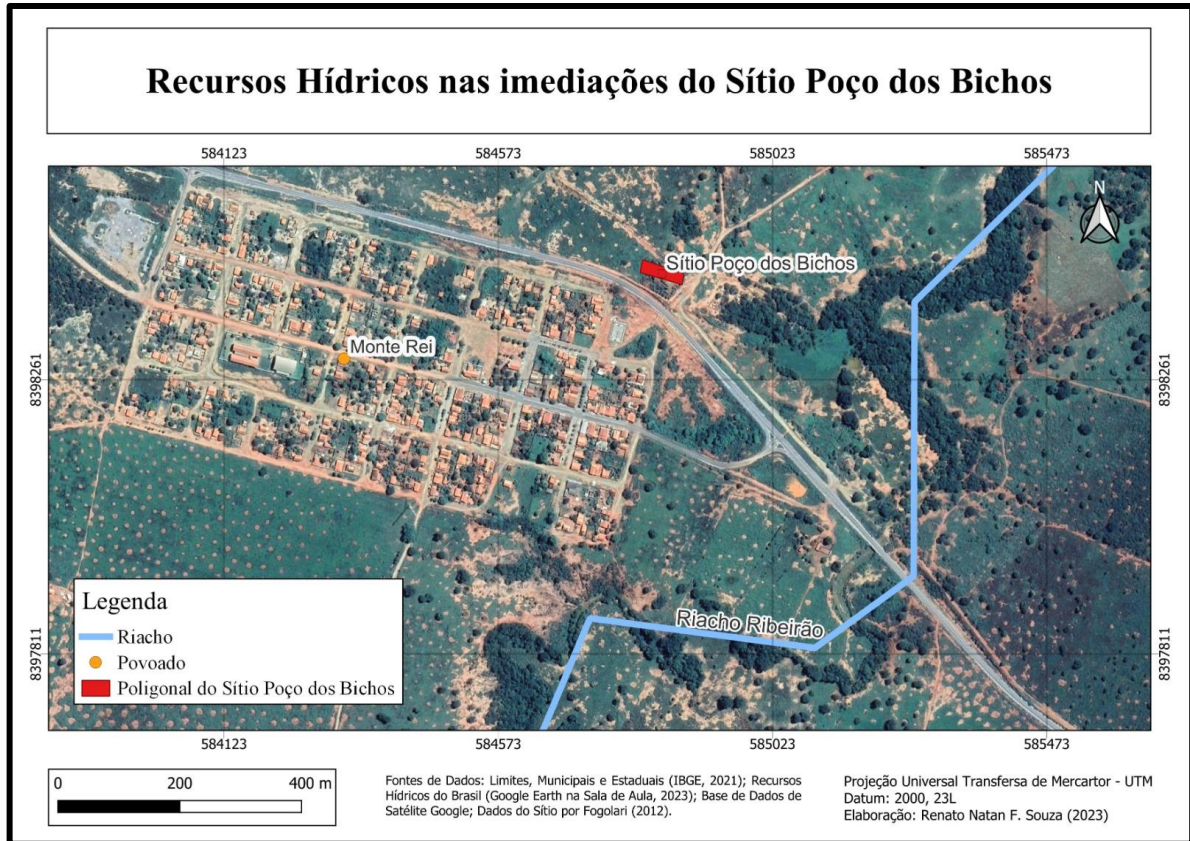 Recursos Hídricos nas imediações do Sítio Poço dos Bichos
584123 584573 585023 585473
N
Sítio Poço dos Bichos
Monte Rei
8398261 8398261
Riacho Ribeirão
8397811 8397811
Legenda
Riacho
Povoado
Poligonal do Sítio Poço dos Bichos
584123 584573 585023 585473
0 200 400 m
Fontes de Dados: Limites, Municipais e Estaduais (IBGE, 2021); Recursos
Hídricos do Brasil (Google Earth na Sala de Aula, 2023); Base de Dados de
Satélite Google; Dados do Sítio por Fogolari (2012).
Projeção Universal Transfersa de Mercartor - UTM
Datum: 2000, 23L
Elaboração: Renato Natan F. Souza (2023)